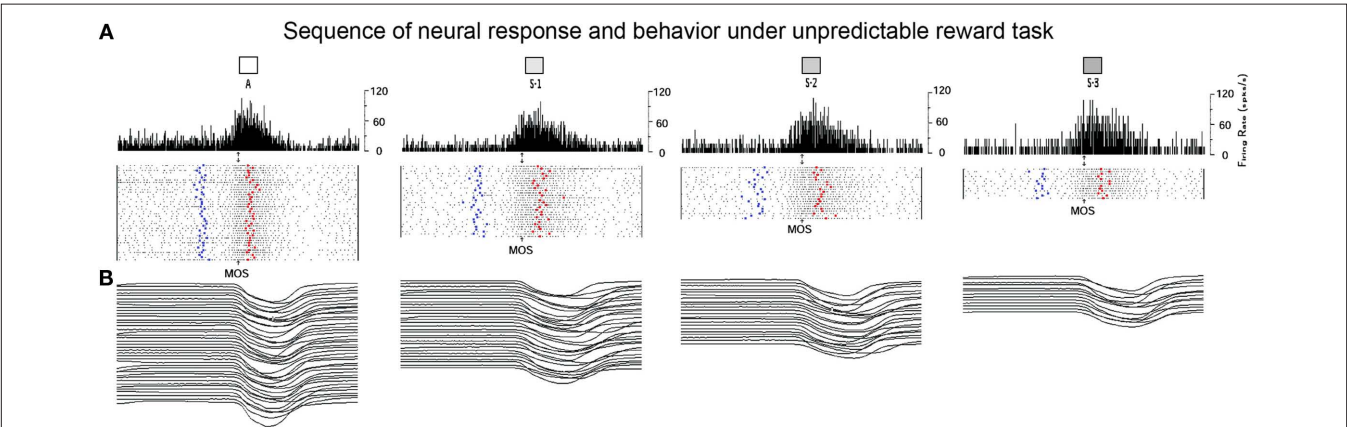 A
Sequence of neural response and behavior under unpredictable reward task
A
S-1
S-2
S-3
120
60
0
120
60
0
120
60
0
120
60
0
Firing Rate (spks/s)
MOS
MOS
MOS
MOS
B